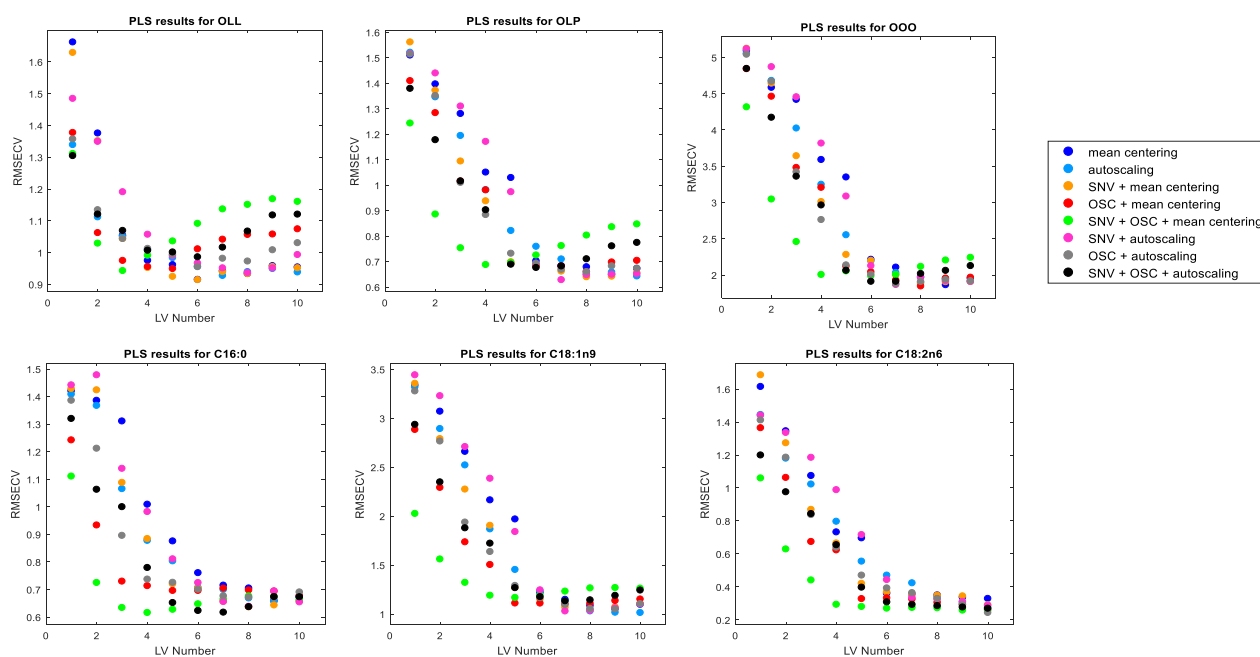 PLS results for OLL
1.6
1.5
1.4
1.3
1.2
1.1
1
0.9
RMSECV
0 2 4 6 8 10
LV Number
PLS results for OLP
1.6
1.5
1.4
1.3
1.2
1.1
1
0.9
0.8
0.7
0.6
RMSECV
0 2 4 6 8 10
LV Number
PLS results for OOO
5
4.5
4
3.5
3
2.5
2
RMSECV
0 2 4 6 8 10
LV Number
mean centering
autoscaling
SNV + mean centering
OSC + mean centering
SNV + OSC + mean centering
SNV + autoscaling
OSC + autoscaling
SNV + OSC + autoscaling
PLS results for C16:0
1.5
1.4
1.3
1.2
1.1
1
0.9
0.8
0.7
0.6
RMSECV
0 2 4 6 8 10
LV Number
PLS results for C18:1n9
3.5
3
2.5
2
1.5
1
RMSECV
0 2 4 6 8 10
LV Number
PLS results for C18:2n6
1.6
1.4
1.2
1
0.8
0.6
0.4
0.2
RMSECV
0 2 4 6 8 10
LV Number